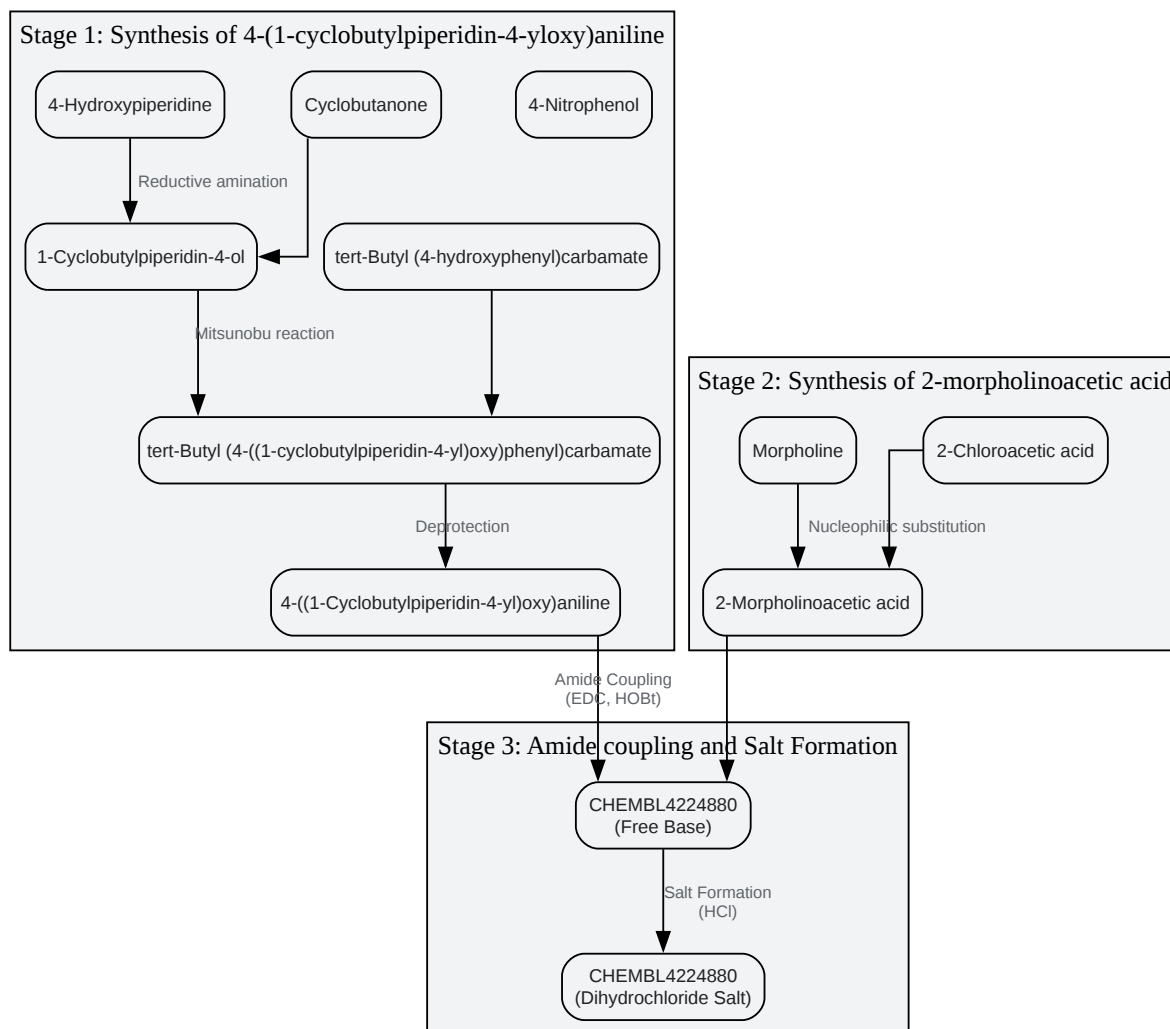 Stage 1: Synthesis of 4-(1-cyclobutylpiperidin-4-yloxy)aniline
4-Hydroxypiperidine
Cyclobutanone
4-Nitrophenol
Reductive amination
1-Cyclobutylpiperidin-4-ol
tert-Butyl (4-hydroxyphenyl)carbamate
Mitsunobu reaction
tert-Butyl (4-((1-cyclobutylpiperidin-4-yl)oxy)phenyl)carbamate
Deprotection
4-((1-Cyclobutylpiperidin-4-yl)oxy)aniline
Stage 2: Synthesis of 2-morpholinoacetic acid
Morpholine
2-Chloroacetic acid
Nucleophilic substitution
2-Morpholinoacetic acid
Amide Coupling
(EDC, HOBt)
Stage 3: Amide coupling and Salt Formation
CHEMBL4224880
(Free Base)
Salt Formation
(HCl)
CHEMBL4224880
(Dihydrochloride Salt)